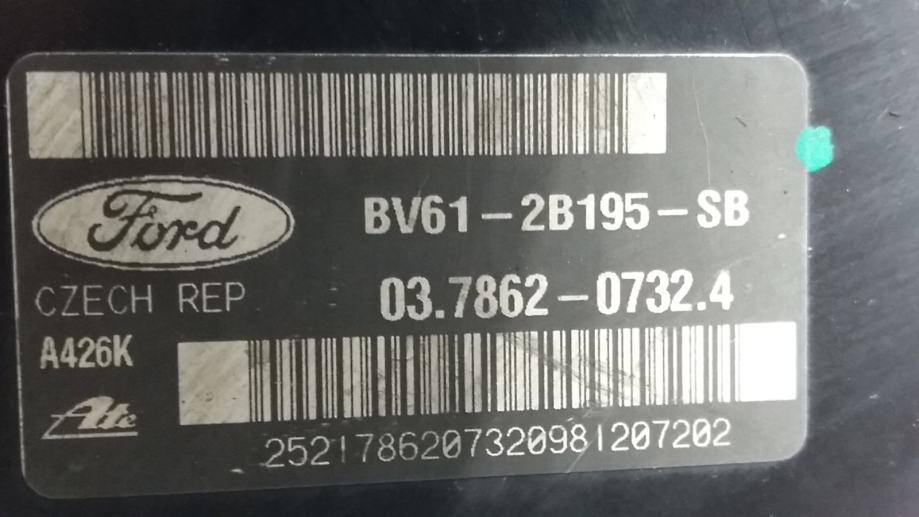 Ford
BV61-2B195-SB
CZECH REP
03.7862-0732.4
A426K
Ate
2521786207320981207202